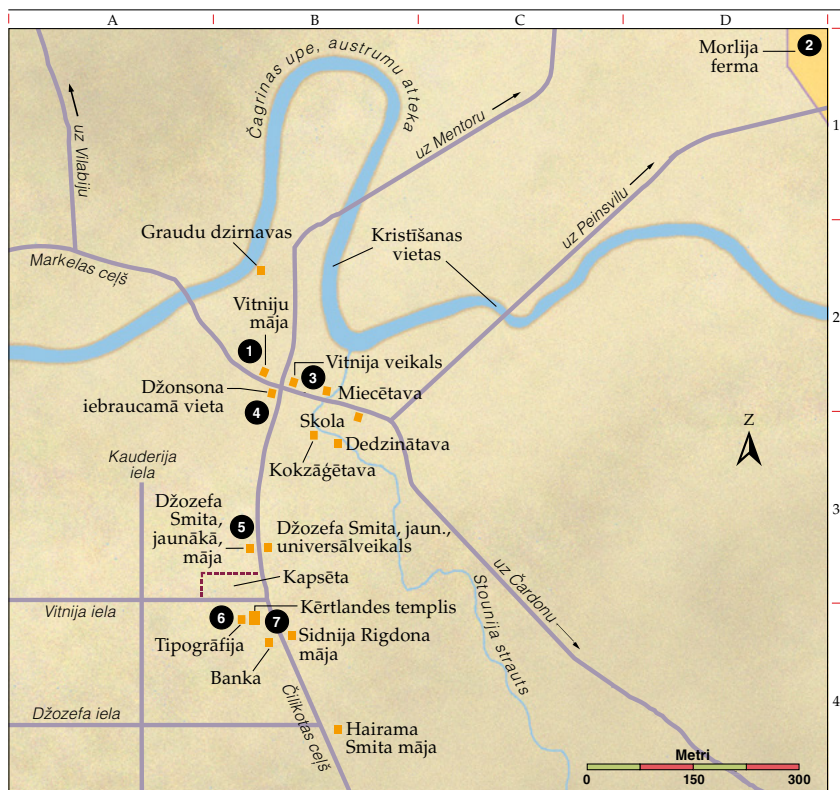 A B C D
1
2
3
4
Morlija
ferma
2
Čagrinas upe, austrumu atteka
uz Vilabiju
uz Mentoru
uz Peinsvilu
Graudu dzirnavas
Kristīšanas
vietas
Markelas ceļš
Vitniju
māja
1
Vitnija veikals
3
Miecētava
Džonsona
iebraucamā vieta
4
Skola
Dedzinātava
Kokzāģētava
Z
Kauderija
iela
Džozefa
Smita,
jaunākā,
māja
5
Džozefa Smita, jaun.,
universālveikals
Kapsēta
uz Čardonu
Stounija strauts
Vitnija iela
Kērtlandes templis
6
7
Tipogrāfija
Sidnija Rigdona
māja
Banka
Čilikotas ceļš
Džozefa iela
Hairama
Smita māja
Metri
0 150 300